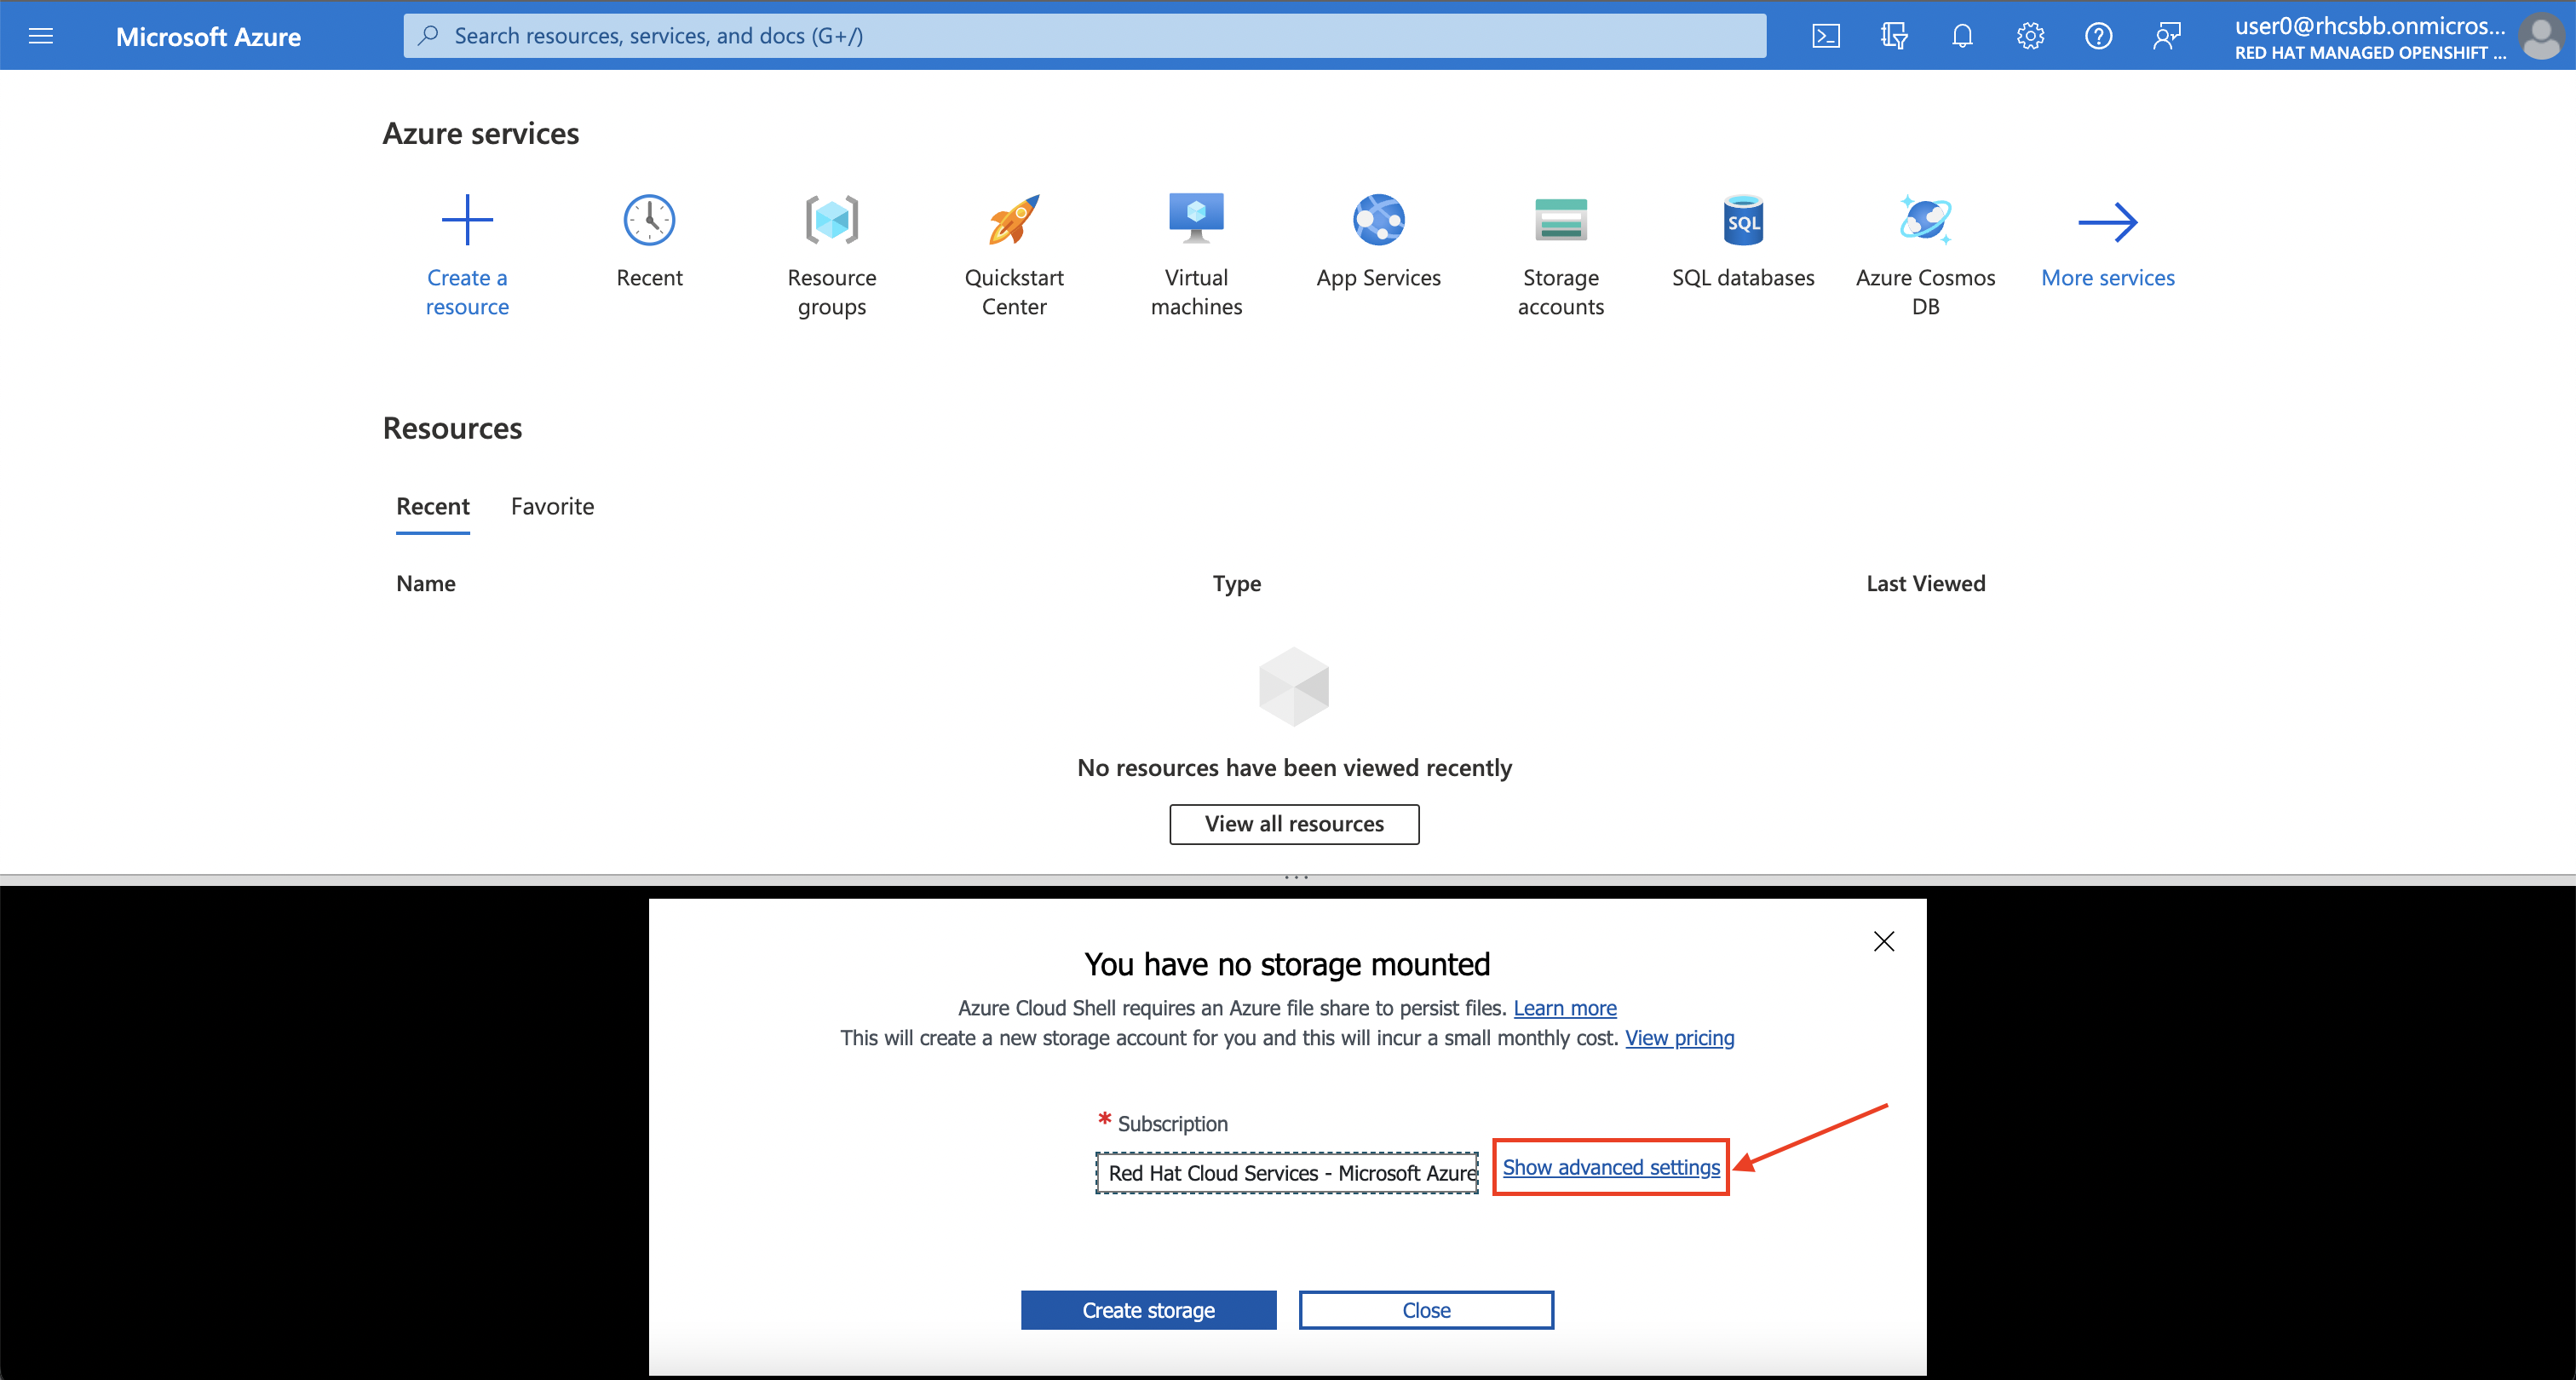 Microsoft Azure
Search resources, services, and docs (G+/)
user0@rhcsbb.onmicros...
RED HAT MANAGED OPENSHIFT ...
Azure services
Create a resource
Recent
Resource groups
Quickstart Center
Virtual machines
App Services
Storage accounts
SQL
SQL databases
Azure Cosmos DB
More services
Resources
Recent
Favorite
Name
Type
Last Viewed
No resources have been viewed recently
View all resources
You have no storage mounted
Azure Cloud Shell requires an Azure file share to persist files. Learn more
This will create a new storage account for you and this will incur a small monthly cost. View pricing
* Subscription
Red Hat Cloud Services - Microsoft Azure
Show advanced settings
Create storage
Close